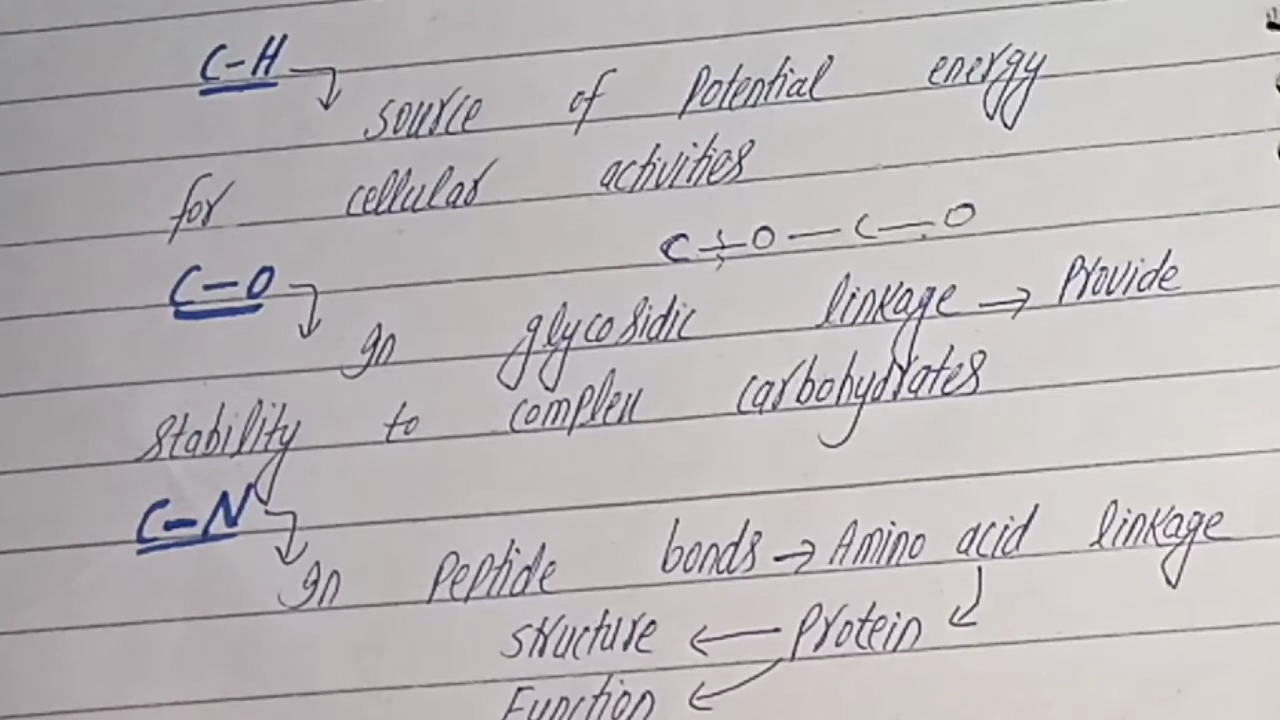 C-H
source of Potential energy
for cellular activities
C-O-C-O
C-O
In glycosidic linkage → Provide
stability to complex carbohydrates
C-N
In Peptide bonds → Amino acid linkage
structure ← Protein
Function ←